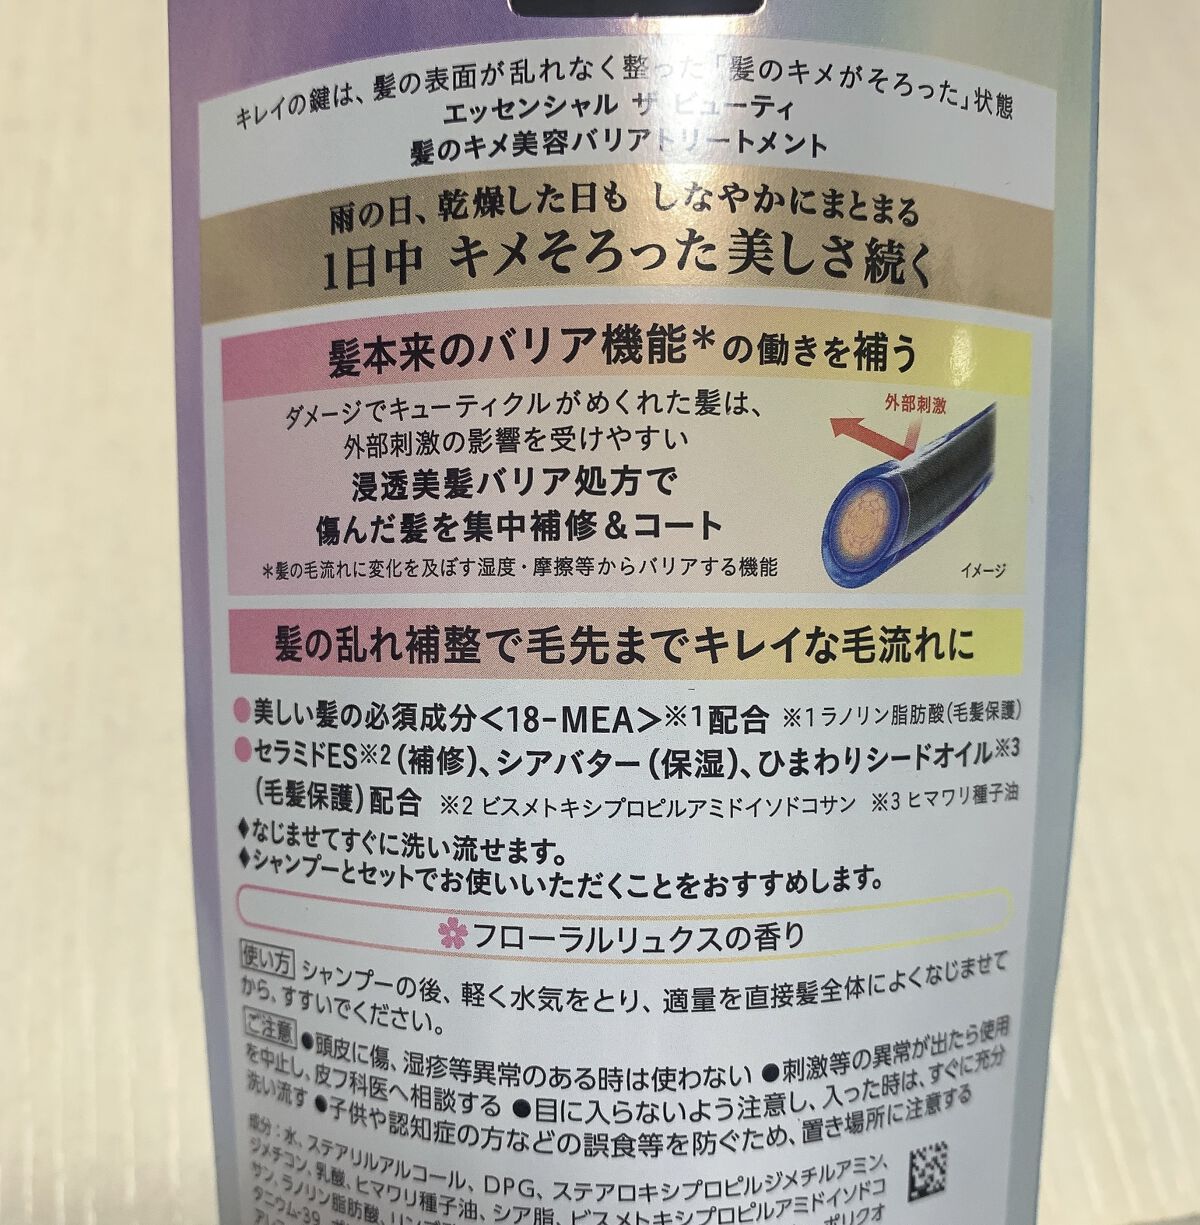 キレイの鍵は、髪の表面が乱れなく整った「髪のキメがそろった」状態
エッセンシャル ザ ビューティ
髪のキメ美容バリアトリートメント
雨の日、乾燥した日も しなやかにまとまる
1日中 キメそろった美しさ続く
髪本来のバリア機能*の働きを補う
ダメージでキューティクルがめくれた髪は、
外部刺激の影響を受けやすい
浸透美髪バリア処方で
傷んだ髪を集中補修&コート
*髪の毛流れに変化を及ぼす湿度・摩擦等からバリアする機能
外部刺激
イメージ
髪の乱れ補整で毛先までキレイな毛流れに
●美しい髪の必須成分<18-MEA>※1配合 ※1ラノリン脂肪酸(毛髪保護)
●セラミドES※2(補修)、シアバター(保湿)、ひまわりシードオイル※3
(毛髪保護)配合 ※2 ビスメトキシプロピルアミドイソドコサン ※3 ヒマワリ種子油
♦なじませてすぐに洗い流せます。
♦シャンプーとセットでお使いいただくことをおすすめします。
フローラルリュクスの香り
使い方 シャンプーの後、軽く水気をとり、適量を直接髪全体によくなじませて
から、すすいでください。
ご注意 ●頭皮に傷、湿疹等異常のある時は使わない ●刺激等の異常が出たら使用
を中止し、皮フ科医へ相談する ●目に入らないよう注意し、入った時は、すぐに充分
洗い流す ●子供や認知症の方などの誤食等を防ぐため、置き場所に注意する
成分:水、ステアリルアルコール、DPG、ステアロキシプロピルジメチルアミン、
ジメチコン、乳酸、ヒマワリ種子油、シア脂、ビスメトキシプロピルアミドイソドコ
サン、ラノリン脂肪酸、
タニウム-39、 ポリクオ